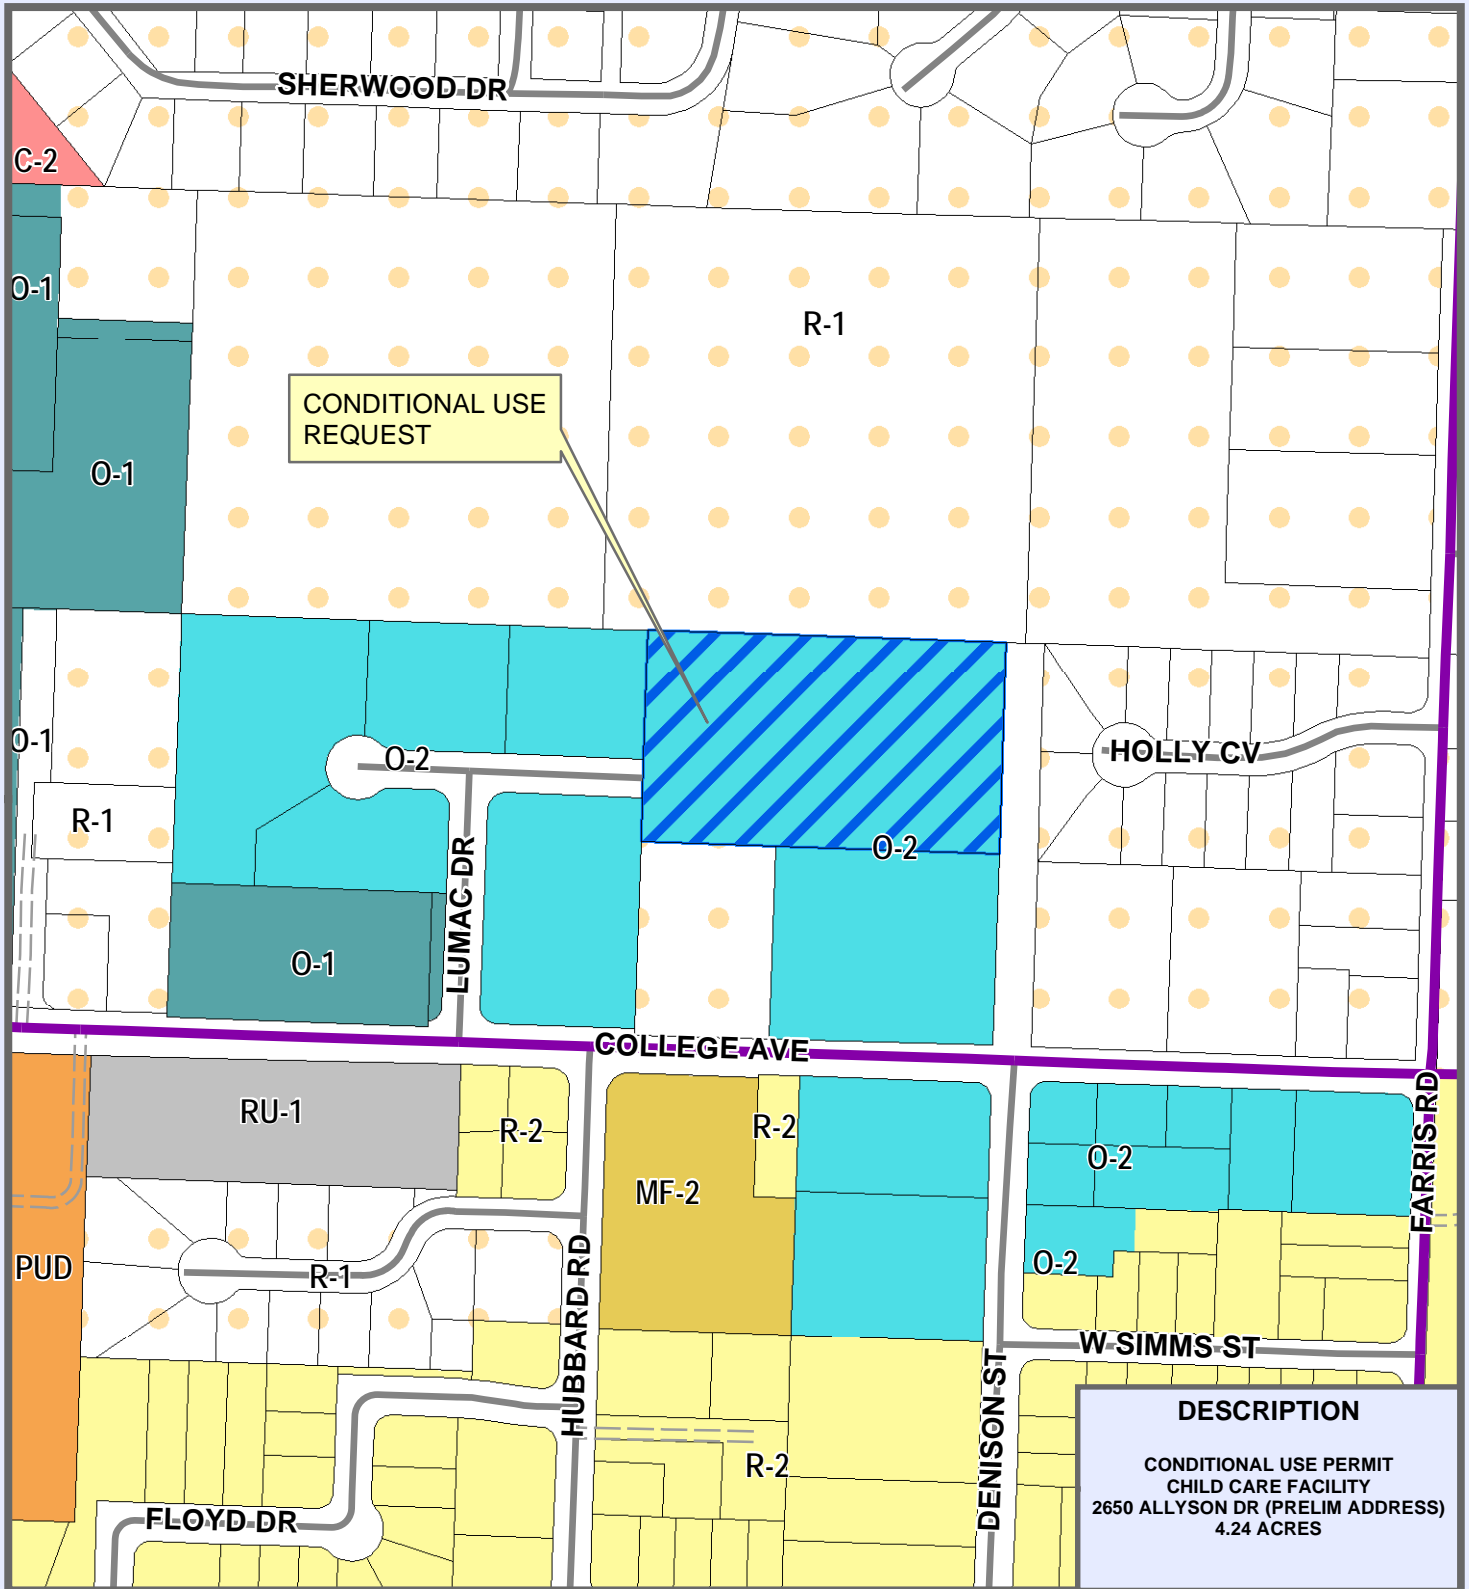 SHERWOOD DR
C-2
O-1
R-1
CONDITIONAL USE
REQUEST
O-1
O-1
O-2
HOLLY CV
R-1
O-2
LUMAC DR
O-1
COLLEGE AVE
RU-1
R-2
R-2
MF-2
O-2
FARRIS RD
PUD
R-1
O-2
HUBBARD RD
W SIMMS ST
DENISON ST
R-2
FLOYD DR
DESCRIPTION
CONDITIONAL USE PERMIT
CHILD CARE FACILITY
2650 ALLYSON DR (PRELIM ADDRESS)
4.24 ACRES